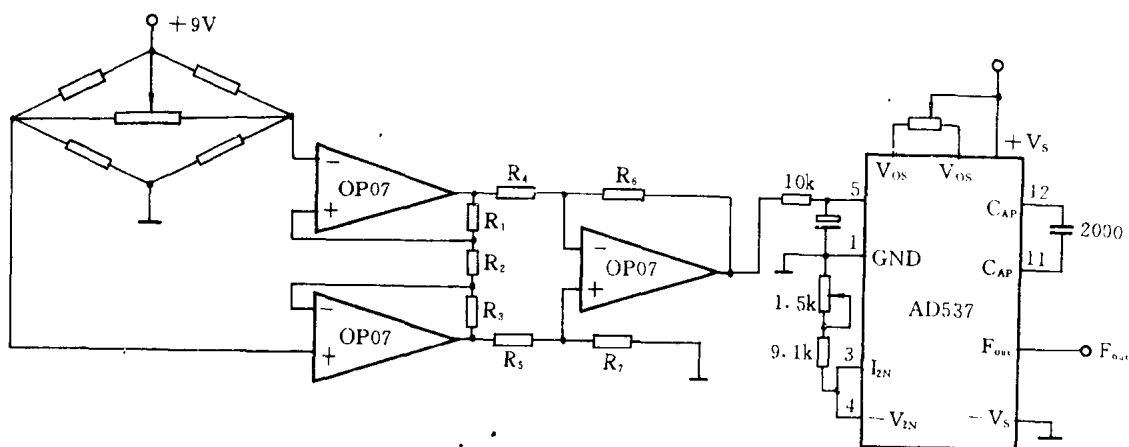 +9V
OP07
R₁
R₂
R₃
OP07
R₄
R₅
R₆
R₇
OP07
10k
1.5k
9.1k
+Vs
Vos
Vos
5
1
3
4
GND
AD537
I2N
-V2N
CAP
12
2000
CAP
11
Fout
Fout
-Vs